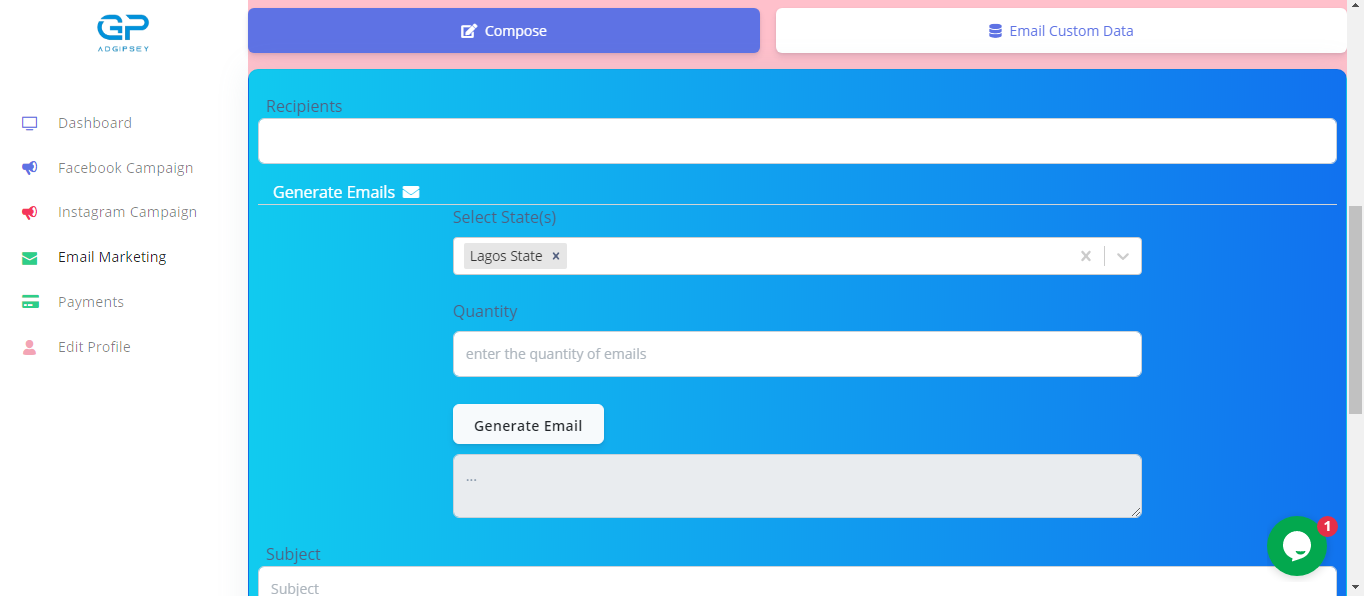 GP
ADGIPSEY
Compose
Email Custom Data
Dashboard
Facebook Campaign
Instagram Campaign
Email Marketing
Payments
Edit Profile
Recipients
Generate Emails
Select State(s)
Lagos State ×
Quantity
enter the quantity of emails
Generate Email
...
Subject
Subject
1